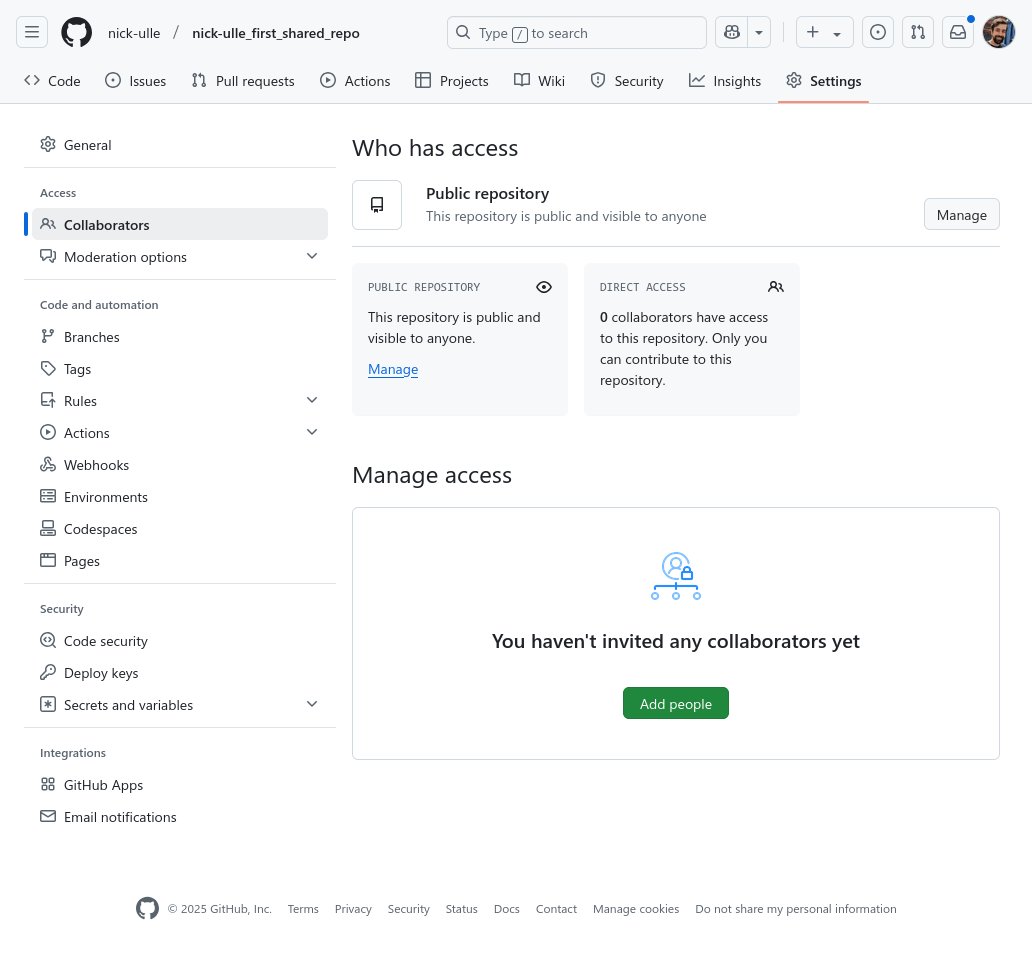 nick-ulle / nick-ulle_first_shared_repo
Type / to search
Code
Issues
Pull requests
Actions
Projects
Wiki
Security
Insights
Settings
General
Access
Collaborators
Moderation options
Code and automation
Branches
Tags
Rules
Actions
Webhooks
Environments
Codespaces
Pages
Security
Code security
Deploy keys
Secrets and variables
Integrations
GitHub Apps
Email notifications
Who has access
Public repository
This repository is public and visible to anyone
Manage
PUBLIC REPOSITORY
This repository is public and
visible to anyone.
Manage
DIRECT ACCESS
0 collaborators have access
to this repository. Only you
can contribute to this
repository.
Manage access
You haven't invited any collaborators yet
Add people
© 2025 GitHub, Inc.
Terms
Privacy
Security
Status
Docs
Contact
Manage cookies
Do not share my personal information